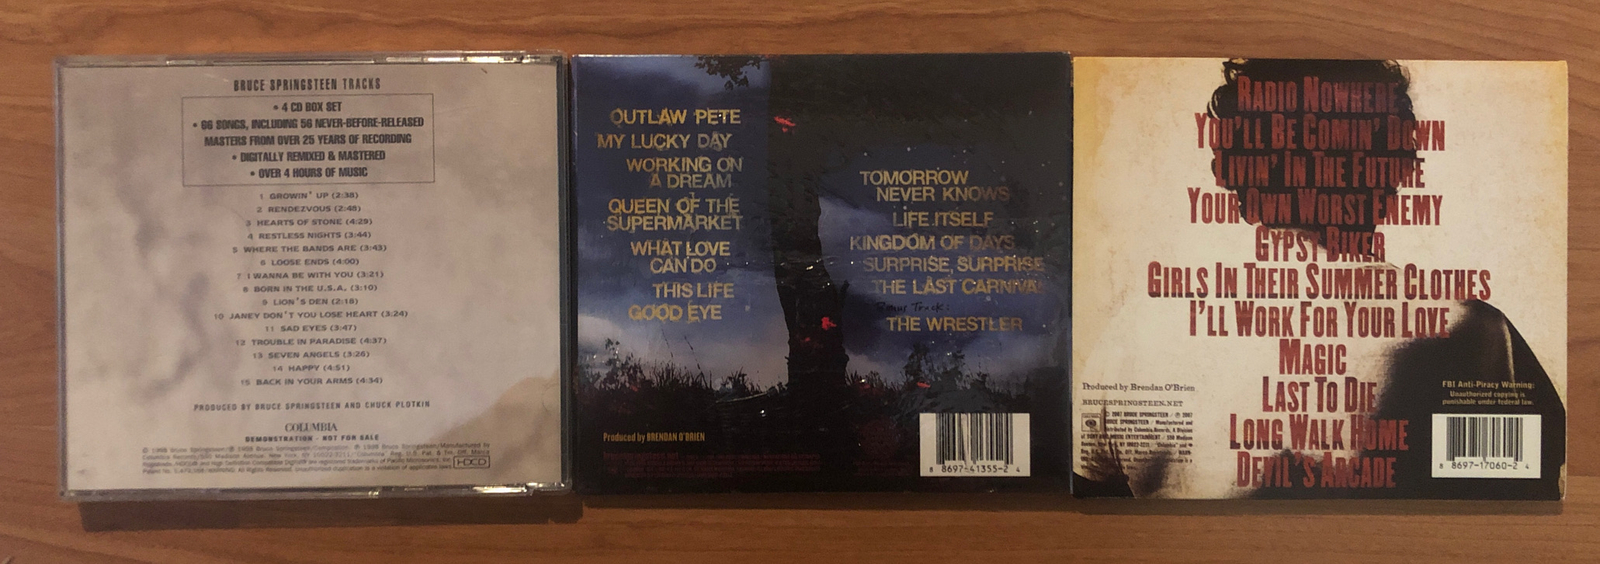 BRUCE SPRINGSTEEN TRACKS
• 4 CD BOX SET
• 66 SONGS, INCLUDING 56 NEVER-BEFORE-RELEASED
MASTERS FROM OVER 25 YEARS OF RECORDING
• DIGITALLY REMIXED & MASTERED
• OVER 4 HOURS OF MUSIC
1 GROWIN' UP (2:38)
2 RENDEZVOUS (2:48)
3 HEARTS OF STONE (4:29)
4 RESTLESS NIGHTS (3:44)
5 WHERE THE BANDS ARE (3:43)
6 LOOSE ENDS (4:00)
7 I WANNA BE WITH YOU (3:21)
8 BORN IN THE U.S.A. (3:10)
9 LION'S DEN (2:18)
10 JANEY DON'T YOU LOSE HEART (3:24)
11 SAD EYES (3:47)
12 TROUBLE IN PARADISE (4:37)
13 SEVEN ANGELS (3:26)
14 HAPPY (4:51)
15 BACK IN YOUR ARMS (4:34)
PRODUCED BY BRUCE SPRINGSTEEN AND CHUCK PLOTKIN
COLUMBIA
DEMONSTRATION - NOT FOR SALE
HDCD
OUTLAW PETE
MY LUCKY DAY
WORKING ON
A DREAM
QUEEN OF THE
SUPERMARKET
WHAT LOVE
CAN DO
THIS LIFE
GOOD EYE
TOMORROW
NEVER KNOWS
LIFE ITSELF
KINGDOM OF DAYS
SURPRISE, SURPRISE
THE LAST CARNIVAL
Bonus Track:
THE WRESTLER
Produced by BRENDAN O'BRIEN
8 8697-41355-2 4
RADIO NOWHERE
YOU'LL BE COMIN' DOWN
LIVIN' IN THE FUTURE
YOUR OWN WORST ENEMY
GYPSY BIKER
GIRLS IN THEIR SUMMER CLOTHES
I'LL WORK FOR YOUR LOVE
MAGIC
LAST TO DIE
LONG WALK HOME
DEVIL'S ARCADE
Produced by Brendan O'Brien
BRUCESPRINGSTEEN.NET
FBI Anti-Piracy Warning:
Unauthorized copying is
punishable under federal law.
8 8697-17060-2 4